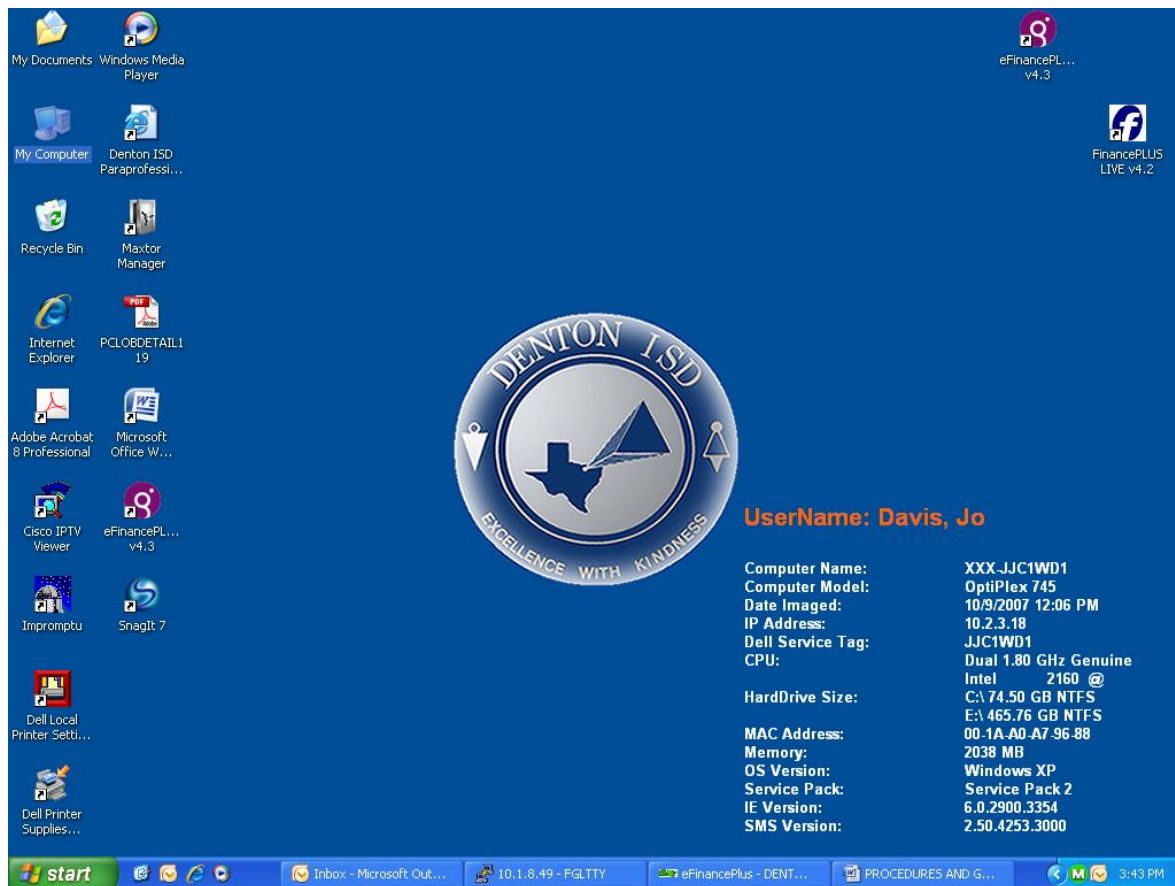 My Documents
Windows Media
Player
eFinancePL...
v4.3
My Computer
Denton ISD
Paraprofessi...
FinancePLUS
LIVE v4.2
Recycle Bin
Maxtor
Manager
Internet
Explorer
PDF
Adobe
PCLOBDETAIL1
19
Adobe Acrobat
8 Professional
Microsoft
Office W...
Cisco IPTV
Viewer
eFinancePL...
v4.3
Impromptu
SnagIt 7
Dell Local
Printer Setti...
Dell Printer
Supplies...
DENTON ISD
EXCELLENCE WITH KINDNESS
UserName: Davis, Jo
Computer Name: XXX-JJC1WD1
Computer Model: OptiPlex 745
Date Imaged: 10/9/2007 12:06 PM
IP Address: 10.2.3.18
Dell Service Tag: JJC1WD1
CPU: Dual 1.80 GHz Genuine
Intel 2160 @
HardDrive Size: C:\ 74.50 GB NTFS
E:\ 465.76 GB NTFS
MAC Address: 00-1A-A0-A7-96-88
Memory: 2038 MB
OS Version: Windows XP
Service Pack: Service Pack 2
IE Version: 6.0.2900.3354
SMS Version: 2.50.4253.3000
start
Inbox - Microsoft Out...
10.1.8.49 - FGLTTY
eFinancePlus - DENT...
PROCEDURES AND G...
M
3:43 PM